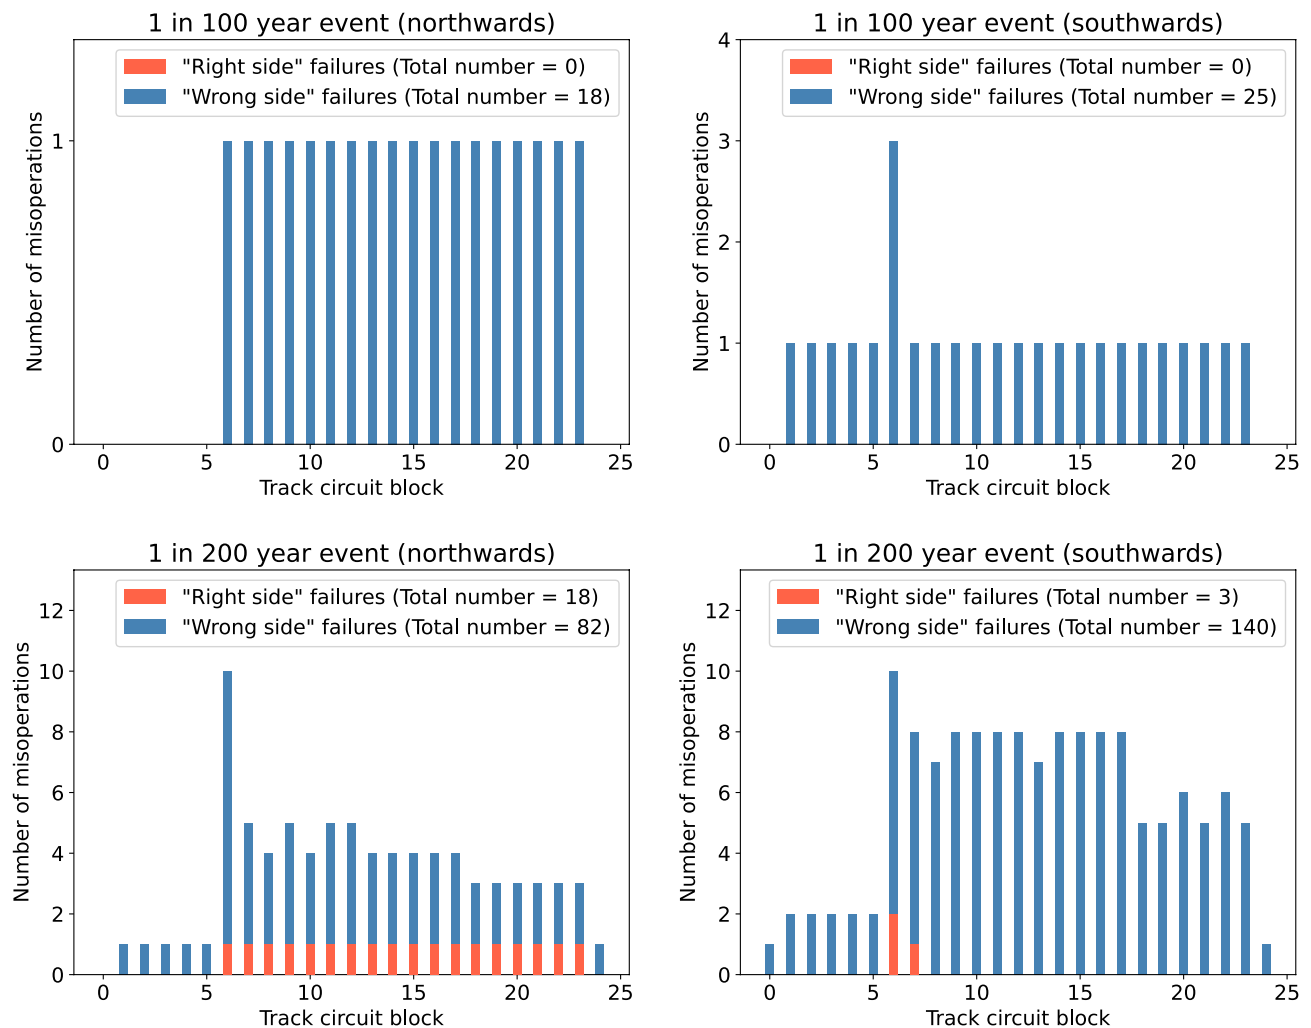 1 in 100 year event (northwards)
"Right side" failures (Total number = 0)
"Wrong side" failures (Total number = 18)
Number of misoperations
1
0
0 5 10 15 20 25
Track circuit block
1 in 100 year event (southwards)
"Right side" failures (Total number = 0)
"Wrong side" failures (Total number = 25)
Number of misoperations
4
3
2
1
0
0 5 10 15 20 25
Track circuit block
1 in 200 year event (northwards)
"Right side" failures (Total number = 18)
"Wrong side" failures (Total number = 82)
Number of misoperations
12
10
8
6
4
2
0
0 5 10 15 20 25
Track circuit block
1 in 200 year event (southwards)
"Right side" failures (Total number = 3)
"Wrong side" failures (Total number = 140)
Number of misoperations
12
10
8
6
4
2
0
0 5 10 15 20 25
Track circuit block